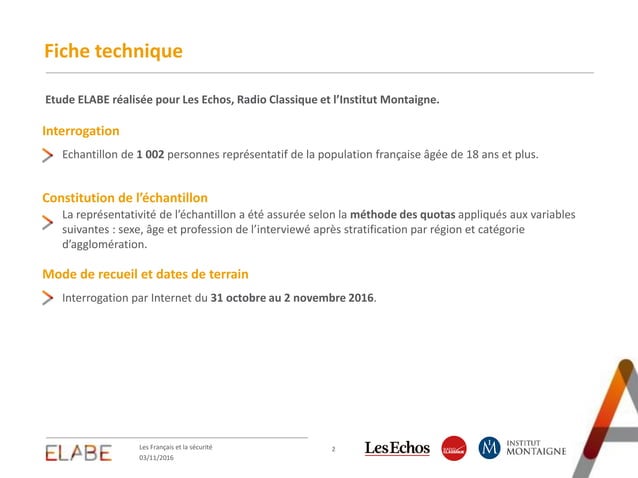 Fiche technique
Etude ELABE réalisée pour Les Echos, Radio Classique et l’Institut Montaigne.
Interrogation
Echantillon de 1 002 personnes représentatif de la population française âgée de 18 ans et plus.
Constitution de l’échantillon
La représentativité de l’échantillon a été assurée selon la méthode des quotas appliqués aux variables
suivantes : sexe, âge et profession de l’interviewé après stratification par région et catégorie
d’agglomération.
Mode de recueil et dates de terrain
Interrogation par Internet du 31 octobre au 2 novembre 2016.
ELABE
Les Français et la sécurité
03/11/2016
2
Les Echos
RADIO
CLASSIQUE
IM
INSTITUT
MONTAIGNE